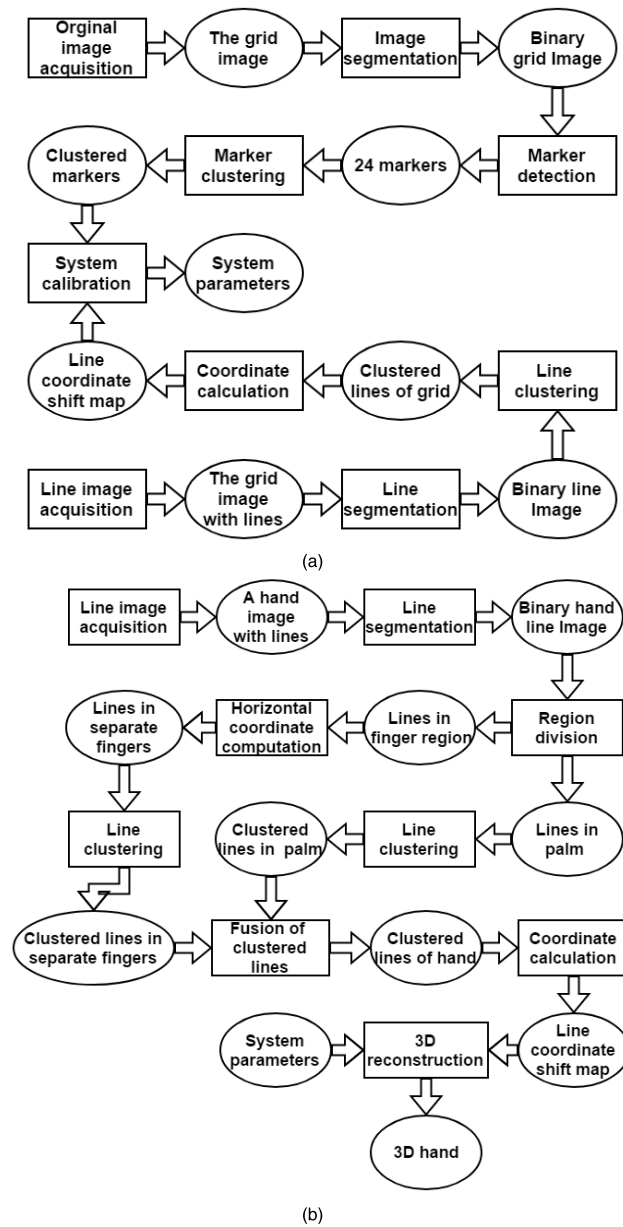 Orginal
image
acquisition
The grid
image
Image
segmentation
Binary
grid Image
Clustered
markers
Marker
clustering
24 markers
Marker
detection
System
calibration
System
parameters
Line
coordinate
shift map
Coordinate
calculation
Clustered
lines of grid
Line
clustering
Line image
acquisition
The grid
image
with lines
Line
segmentation
Binary line
Image
(a)
Line image
acquisition
A hand
image
with lines
Line
segmentation
Binary hand
line Image
Lines in
separate
fingers
Horizontal
coordinate
computation
Lines in
finger region
Region
division
Line
clustering
Clustered
lines in palm
Line
clustering
Lines in
palm
Clustered lines in
separate fingers
Fusion of
clustered
lines
Clustered
lines of hand
Coordinate
calculation
System
parameters
3D
reconstruction
Line
coordinate
shift map
3D hand
(b)